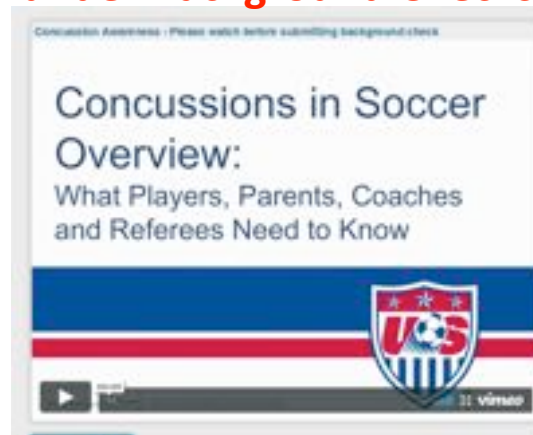 Concussion Awareness - Please watch before submitting background check
Concussions in Soccer
Overview:
What Players, Parents, Coaches
and Referees Need to Know
US
vimeo